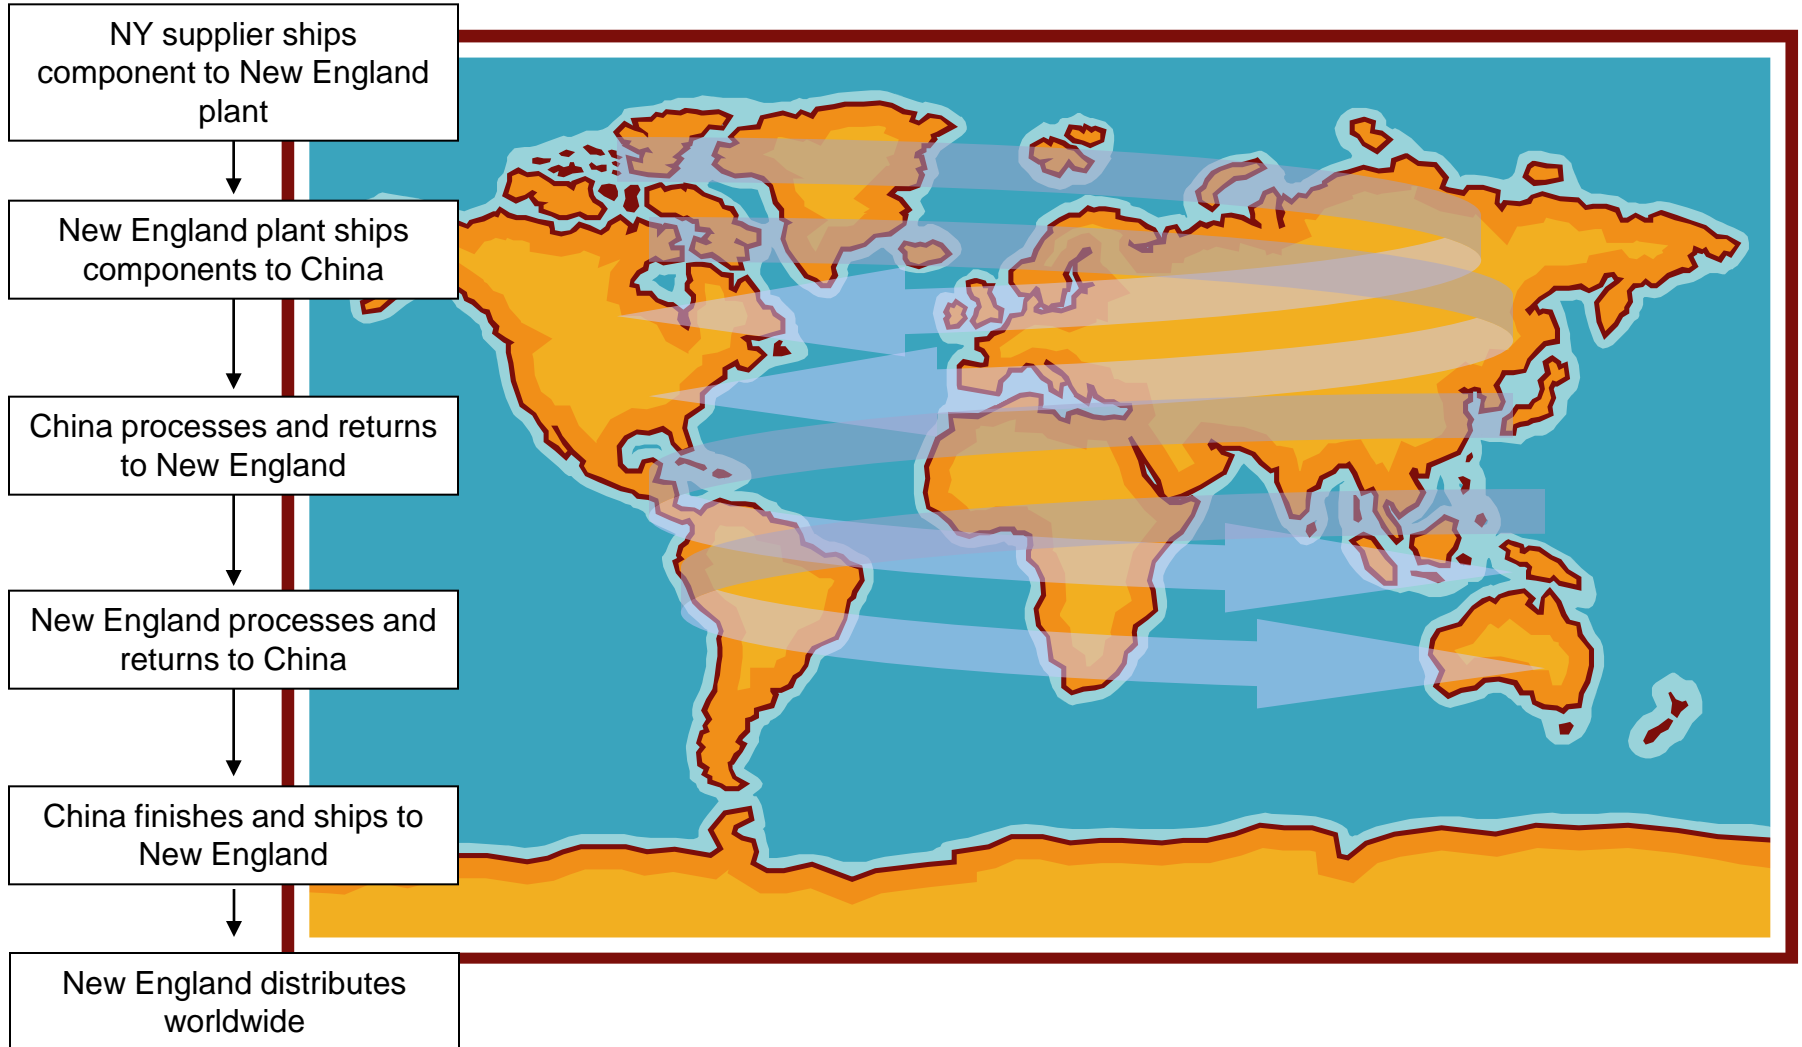 NY supplier ships
component to New England
plant
New England plant ships
components to China
China processes and returns
to New England
New England processes and
returns to China
China finishes and ships to
New England
New England distributes
worldwide